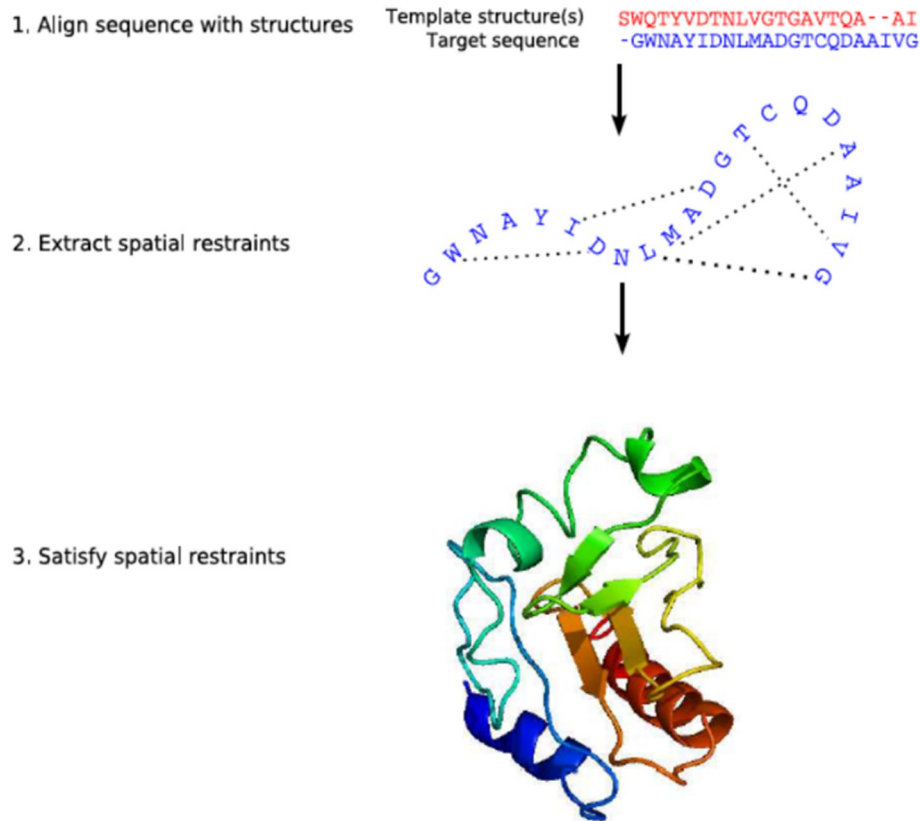 1. Align sequence with structures
Template structure(s) SWQTYVDTNLVGTGAVTQA--AI
Target sequence -GWNAYIDNLMADGTCQDAAIVG
2. Extract spatial restraints
GWNAYIDNLMADGTCQDAAIVG
3. Satisfy spatial restraints